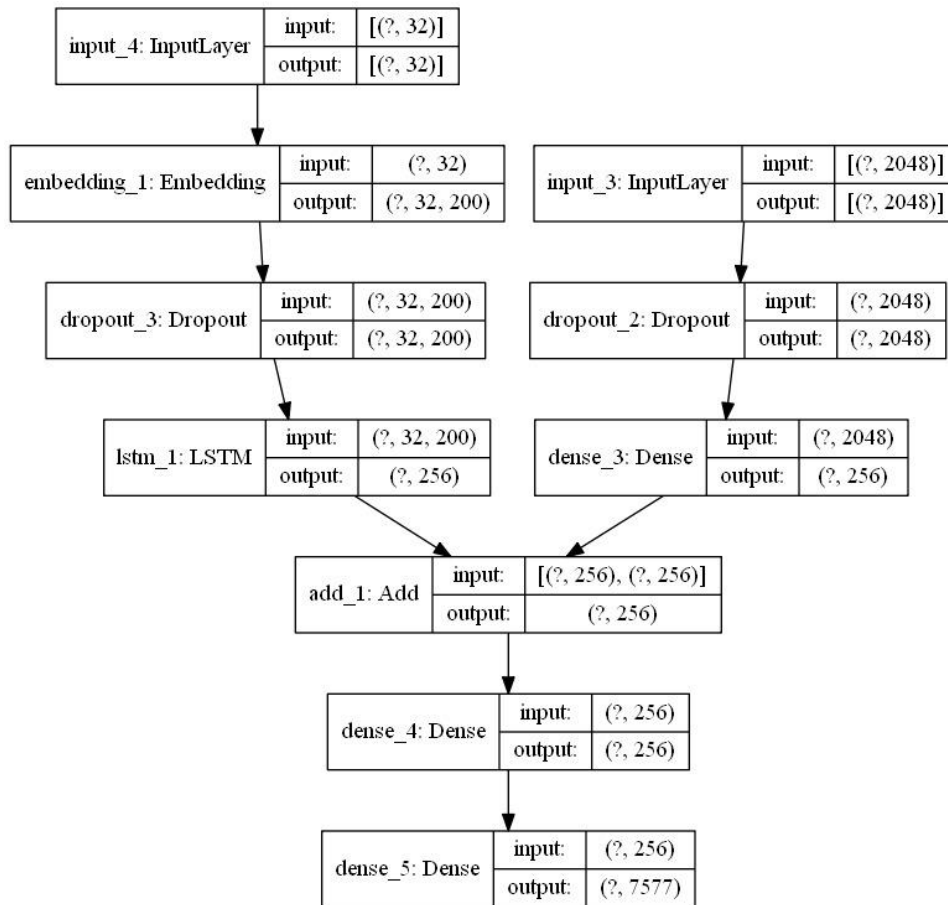 input_4: InputLayer
input: [(?, 32)]
output: [(?, 32)]
embedding_1: Embedding
input: (?, 32)
output: (?, 32, 200)
input_3: InputLayer
input: [(?, 2048)]
output: [(?, 2048)]
dropout_3: Dropout
input: (?, 32, 200)
output: (?, 32, 200)
dropout_2: Dropout
input: (?, 2048)
output: (?, 2048)
lstm_1: LSTM
input: (?, 32, 200)
output: (?, 256)
dense_3: Dense
input: (?, 2048)
output: (?, 256)
add_1: Add
input: [(?, 256), (?, 256)]
output: (?, 256)
dense_4: Dense
input: (?, 256)
output: (?, 256)
dense_5: Dense
input: (?, 256)
output: (?, 7577)